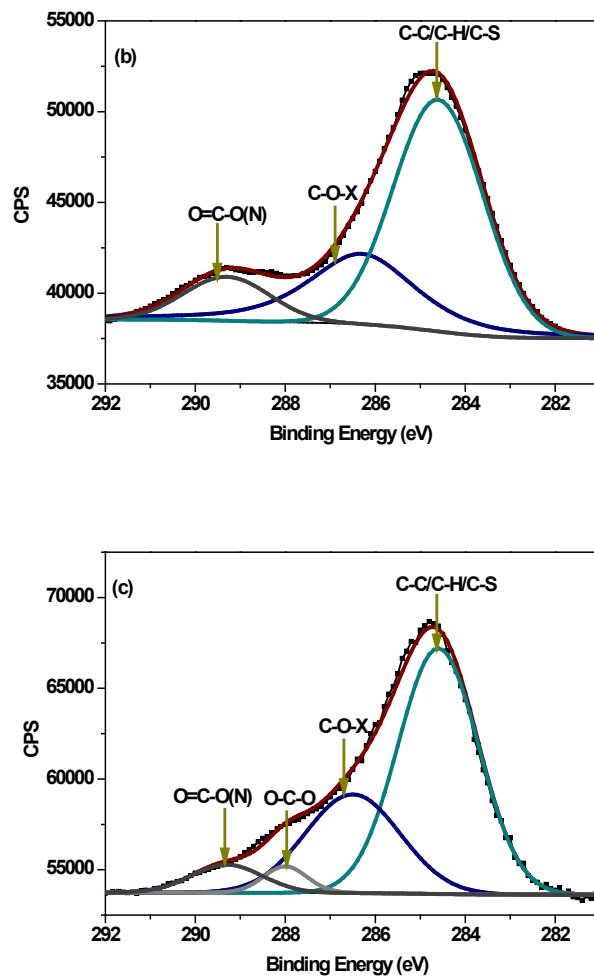 55000
(b)
C-C/C-H/C-S
50000
45000
C-O-X
O=C-O(N)
CPS
40000
35000
292 290 288 286 284 282
Binding Energy (eV)
(c)
C-C/C-H/C-S
70000
65000
C-O-X
CPS
60000
O=C-O(N) O-C-O
55000
292 290 288 286 284 282
Binding Energy (eV)